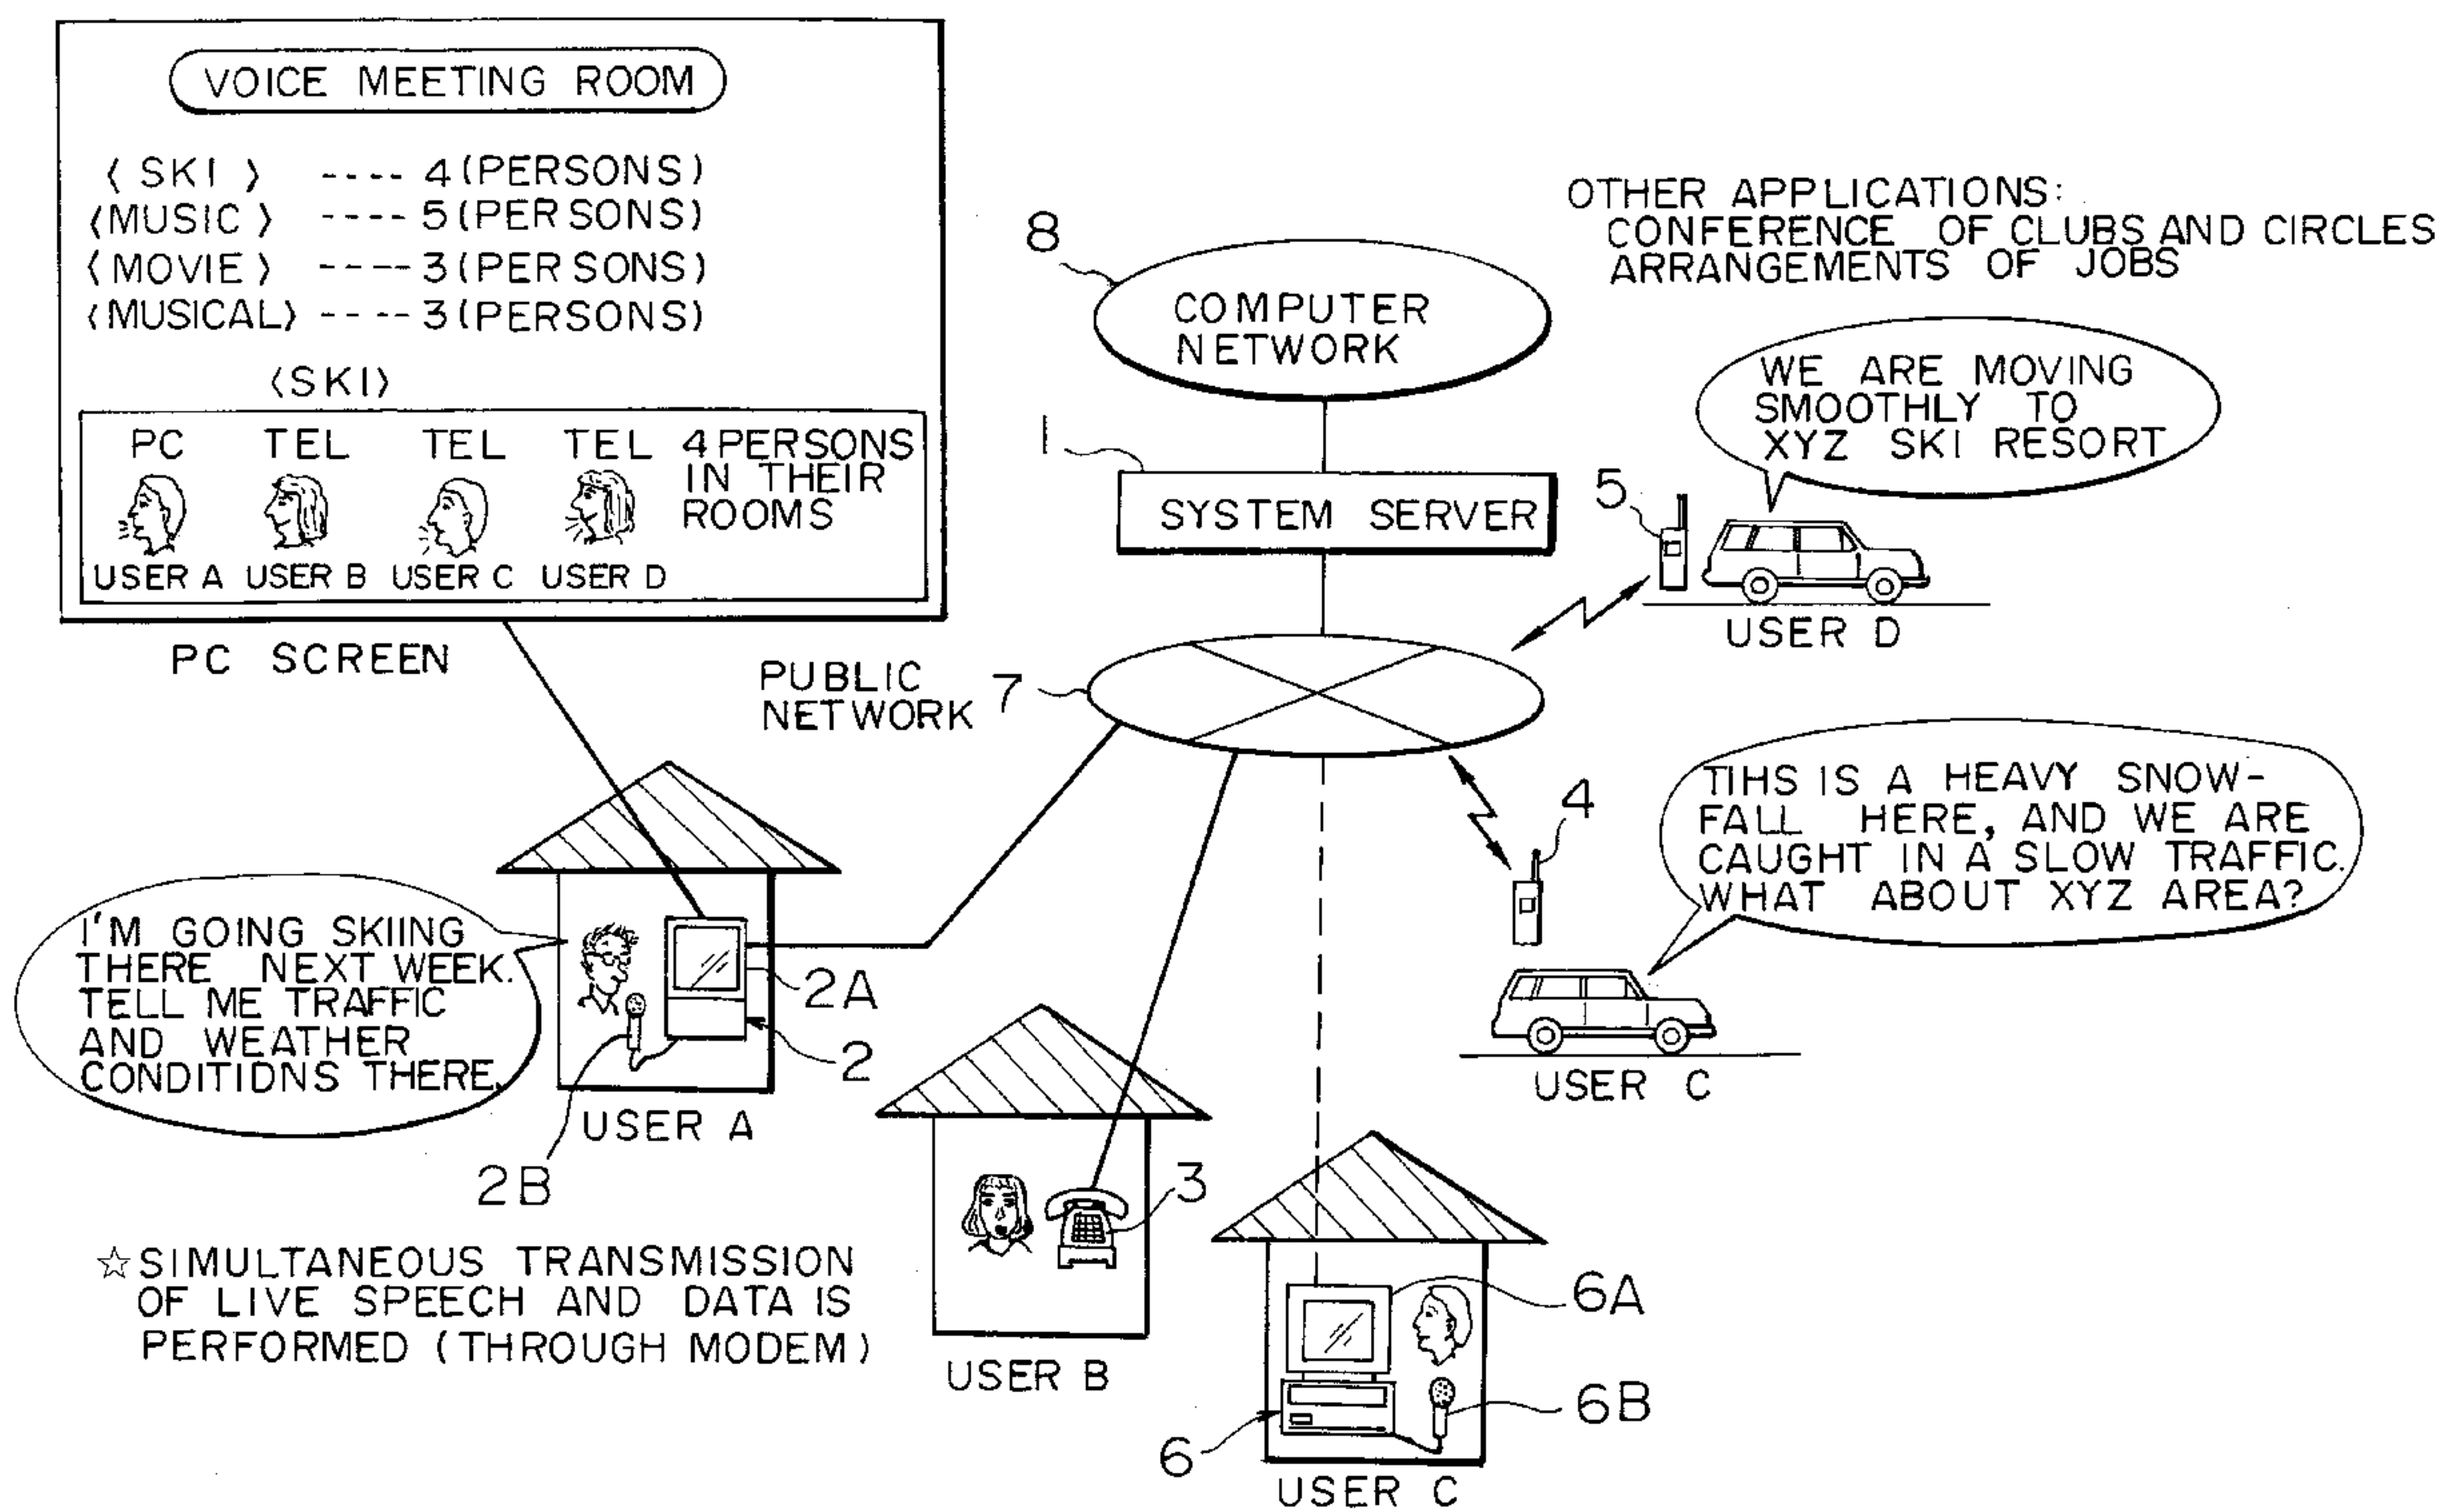 VOICE MEETING ROOM
〈 SKI 〉 ---- 4 (PERSONS)
〈MUSIC 〉 ---- 5 (PERSONS)
〈MOVIE 〉 ---- 3 (PERSONS)
〈MUSICAL〉 ---- 3 (PERSONS)
〈SKI〉
PC TEL TEL TEL 4 PERSONS
IN THEIR
ROOMS
USER A USER B USER C USER D
PC SCREEN
8
COMPUTER
NETWORK
1
SYSTEM SERVER
PUBLIC
NETWORK 7
OTHER APPLICATIONS:
CONFERENCE OF CLUBS AND CIRCLES
ARRANGEMENTS OF JOBS
WE ARE MOVING
SMOOTHLY TO
XYZ SKI RESORT
5
USER D
TIHS IS A HEAVY SNOW-
FALL HERE, AND WE ARE
CAUGHT IN A SLOW TRAFFIC.
WHAT ABOUT XYZ AREA?
4
USER C
I'M GOING SKIING
THERE NEXT WEEK.
TELL ME TRAFFIC
AND WEATHER
CONDITIDNS THERE.
2A
2
USER A
2B
3
USER B
6A
6B
6
USER C
☆SIMULTANEOUS TRANSMISSION
OF LIVE SPEECH AND DATA IS
PERFORMED (THROUGH MODEM)